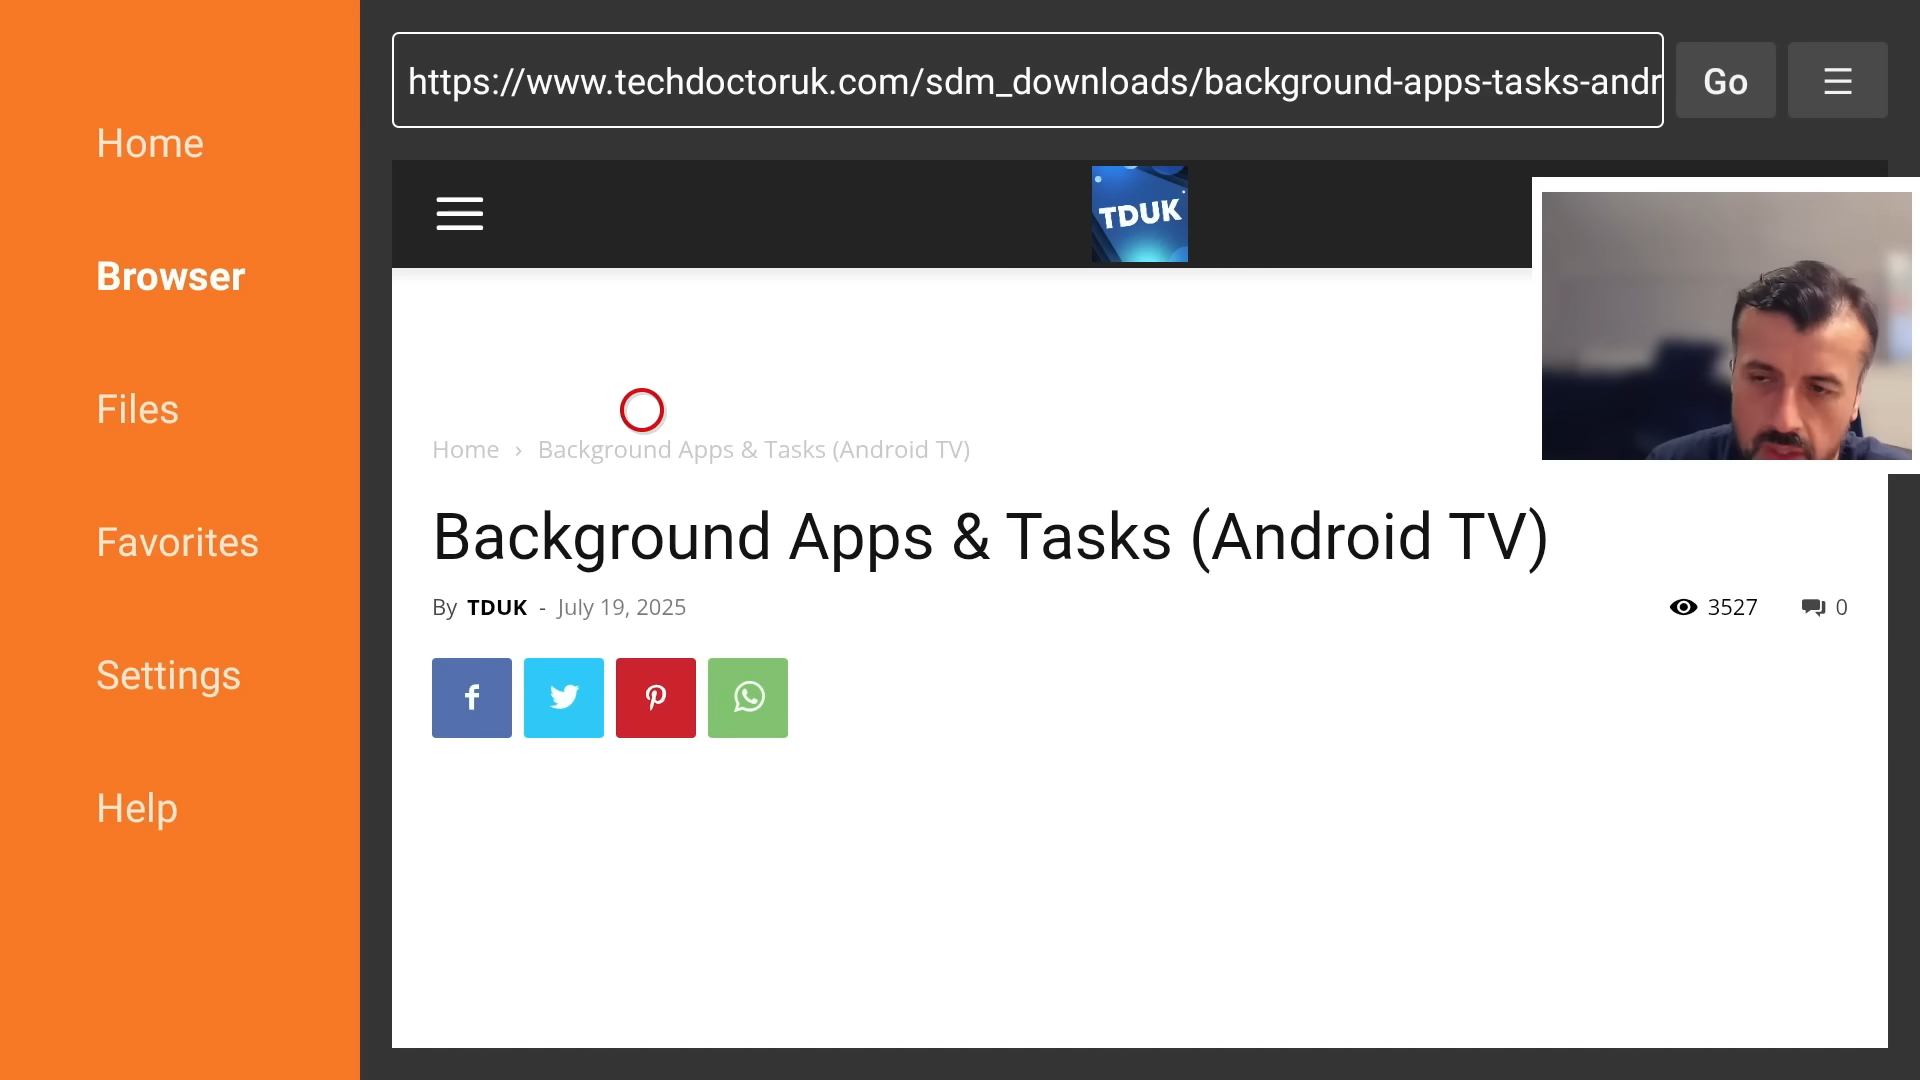 Home
Browser
Files
Favorites
Settings
Help
https://www.techdoctoruk.com/sdm_downloads/background-apps-tasks-andr
Go
TDUK
Home › Background Apps & Tasks (Android TV)
Background Apps & Tasks (Android TV)
By TDUK - July 19, 2025
3527
0